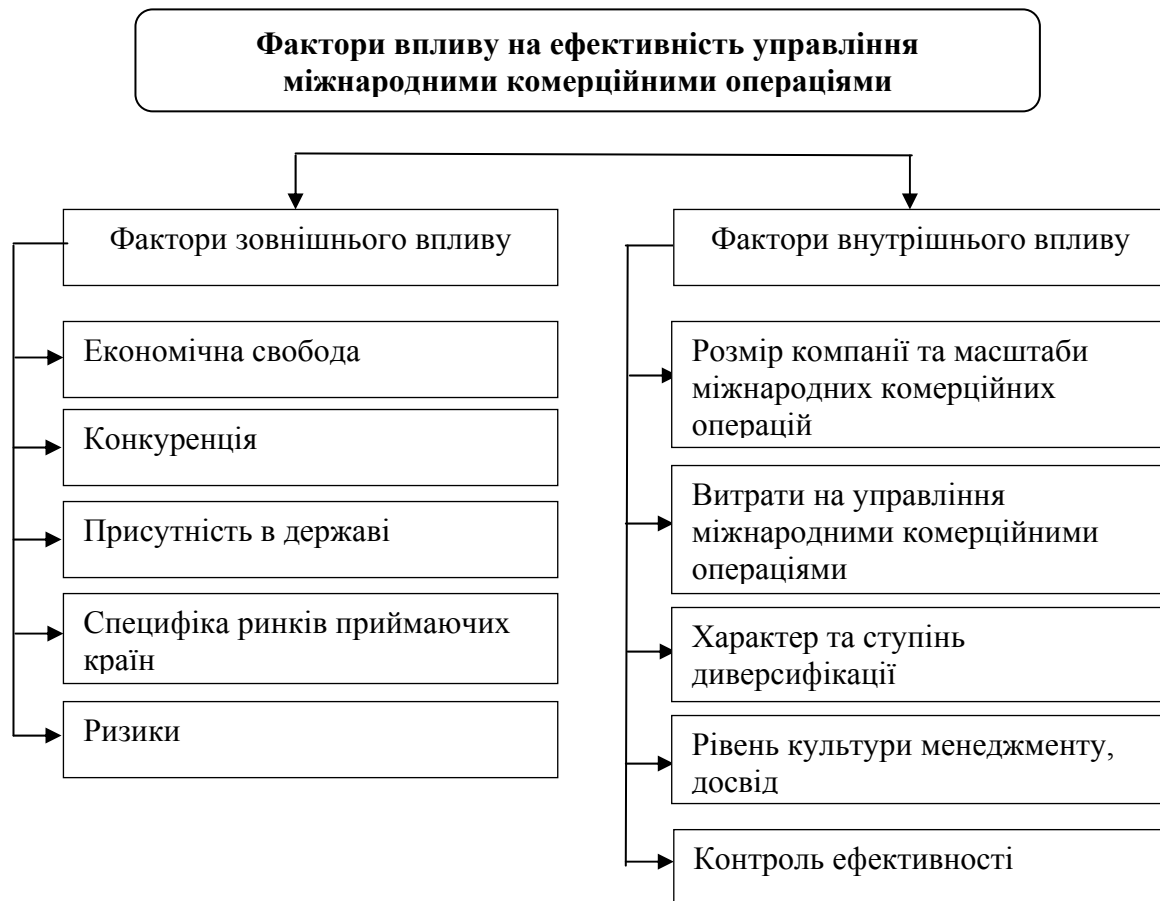 Фактори впливу на ефективність управління
міжнародними комерційними операціями
Фактори зовнішнього впливу
Економічна свобода
Конкуренція
Присутність в державі
Специфіка ринків приймаючих
країн
Ризики
Фактори внутрішнього впливу
Розмір компанії та масштаби
міжнародних комерційних
операцій
Витрати на управління
міжнародними комерційними
операціями
Характер та ступінь
диверсифікації
Рівень культури менеджменту,
досвід
Контроль ефективності